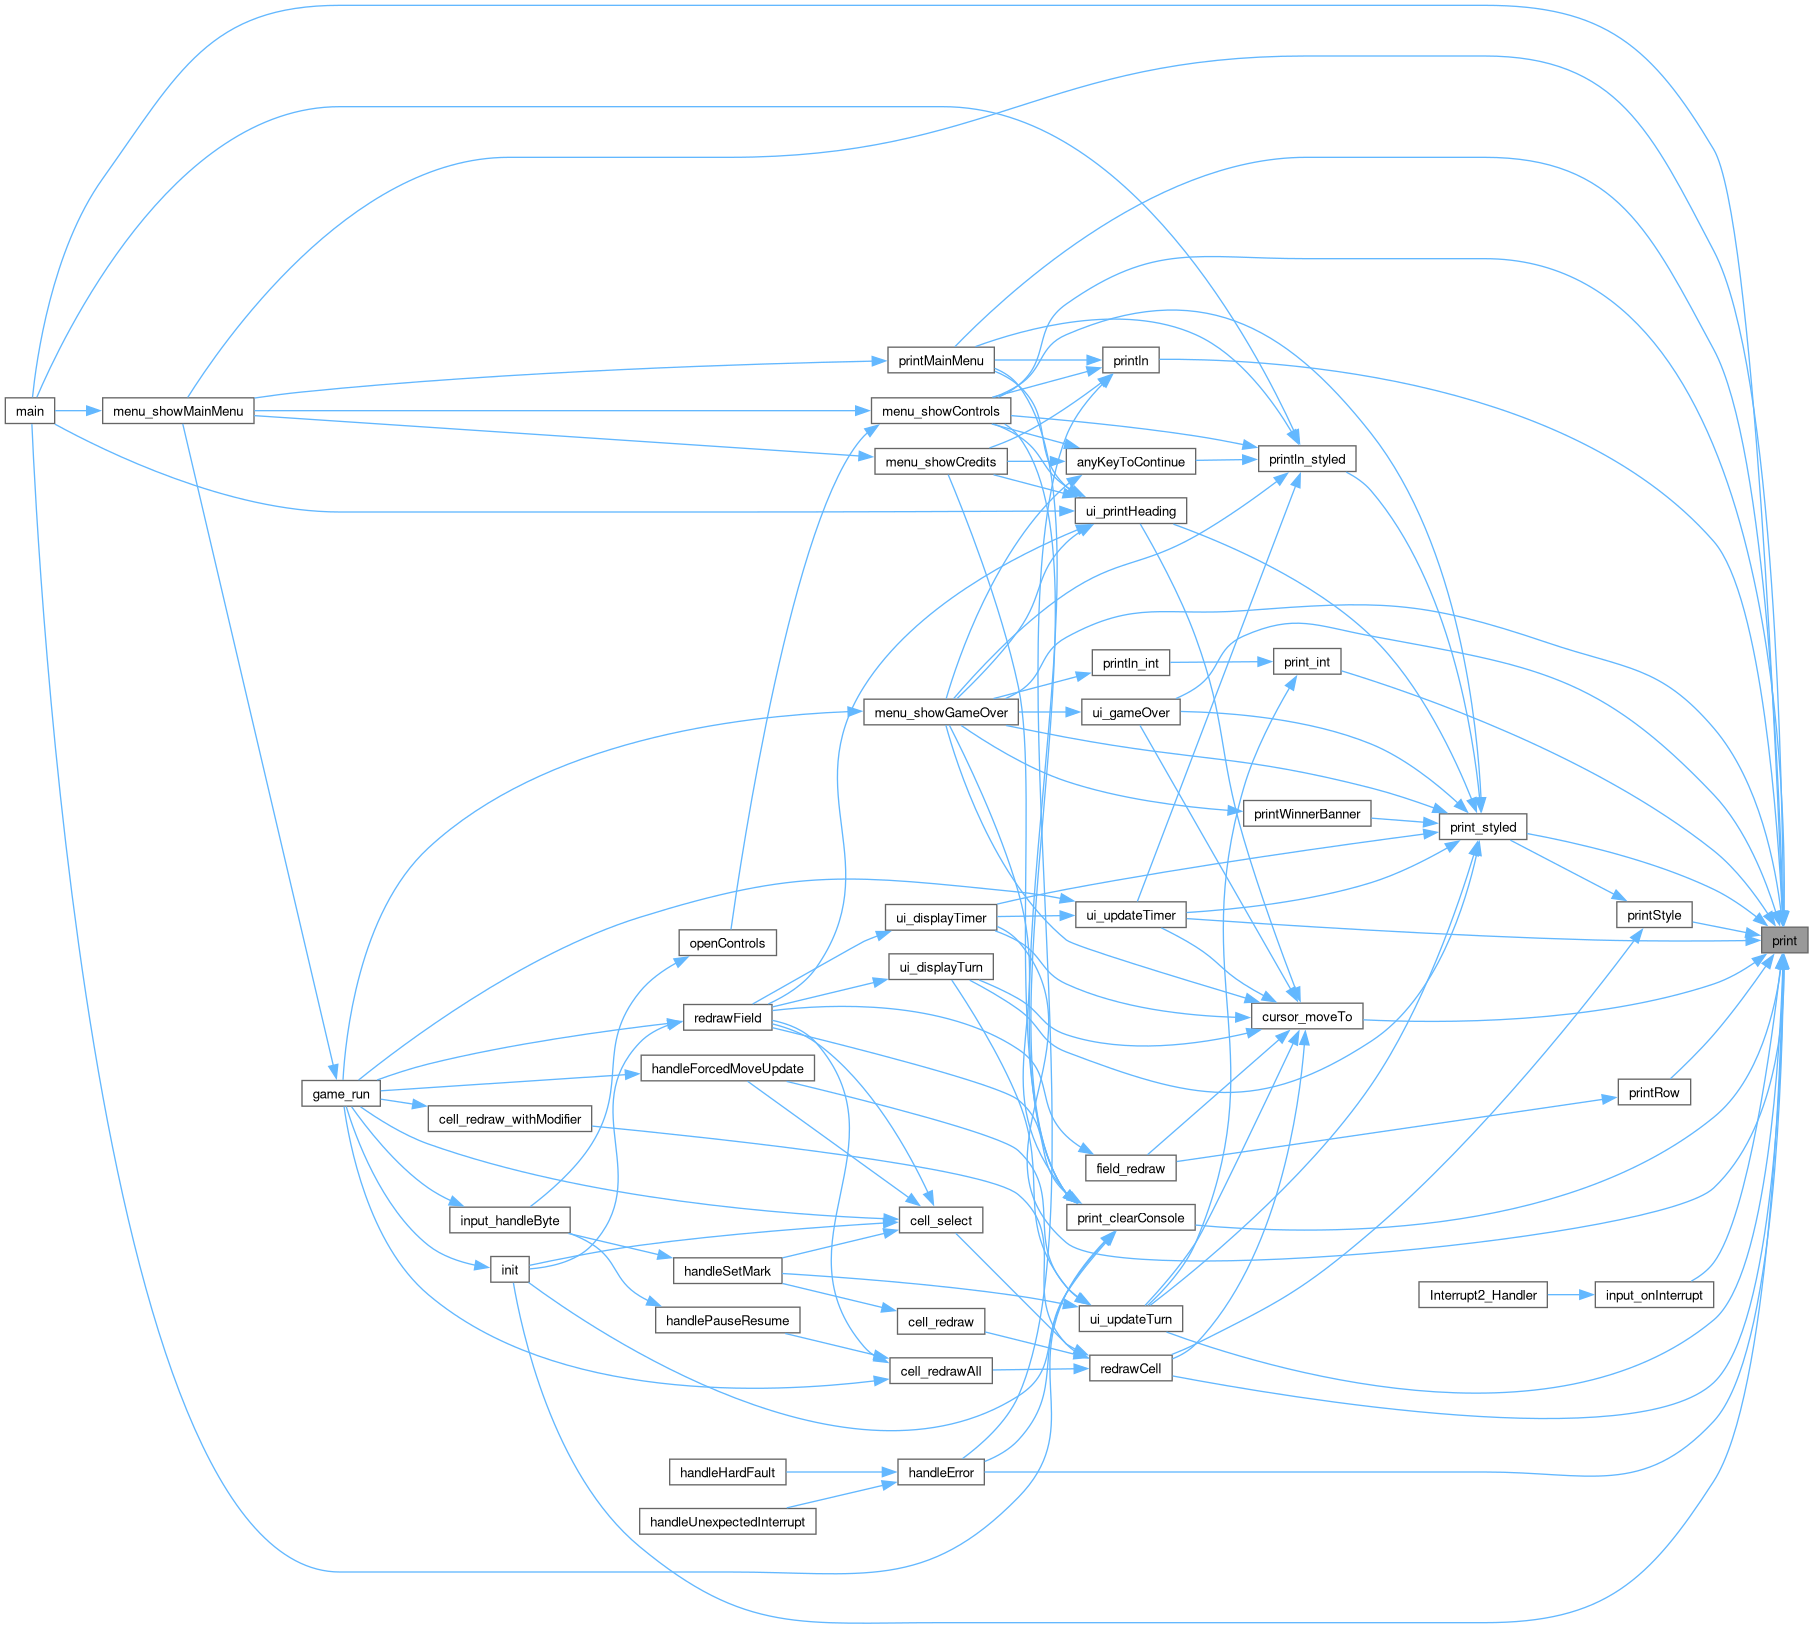 main
menu_showMainMenu
printMainMenu
println
menu_showControls
menu_showCredits
anyKeyToContinue
println_styled
ui_printHeading
println_int
print_int
menu_showGameOver
ui_gameOver
printWinnerBanner
print_styled
ui_displayTimer
ui_updateTimer
printStyle
openControls
print
ui_displayTurn
redrawField
cursor_moveTo
handleForcedMoveUpdate
game_run
cell_redraw_withModifier
printRow
field_redraw
input_handleByte
cell_select
print_clearConsole
init
handleSetMark
Interrupt2_Handler
input_onInterrupt
handlePauseResume
cell_redraw
ui_updateTurn
cell_redrawAll
redrawCell
handleHardFault
handleError
handleUnexpectedInterrupt